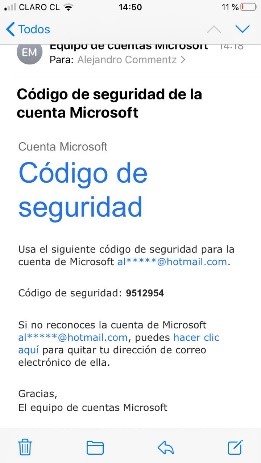 CLARO CL 14:50 11 %
Todos
EM Equipo de cuentas Microsoft 14:18
Para: Alejandro Commentz
Código de seguridad de la
cuenta Microsoft
Cuenta Microsoft
Código de
seguridad
Usa el siguiente código de seguridad para la
cuenta de Microsoft al*****@hotmail.com.
Código de seguridad: 9512954
Si no reconoces la cuenta de Microsoft
al*****@hotmail.com, puedes hacer clic
aquí para quitar tu dirección de correo
electrónico de ella.
Gracias,
El equipo de cuentas Microsoft